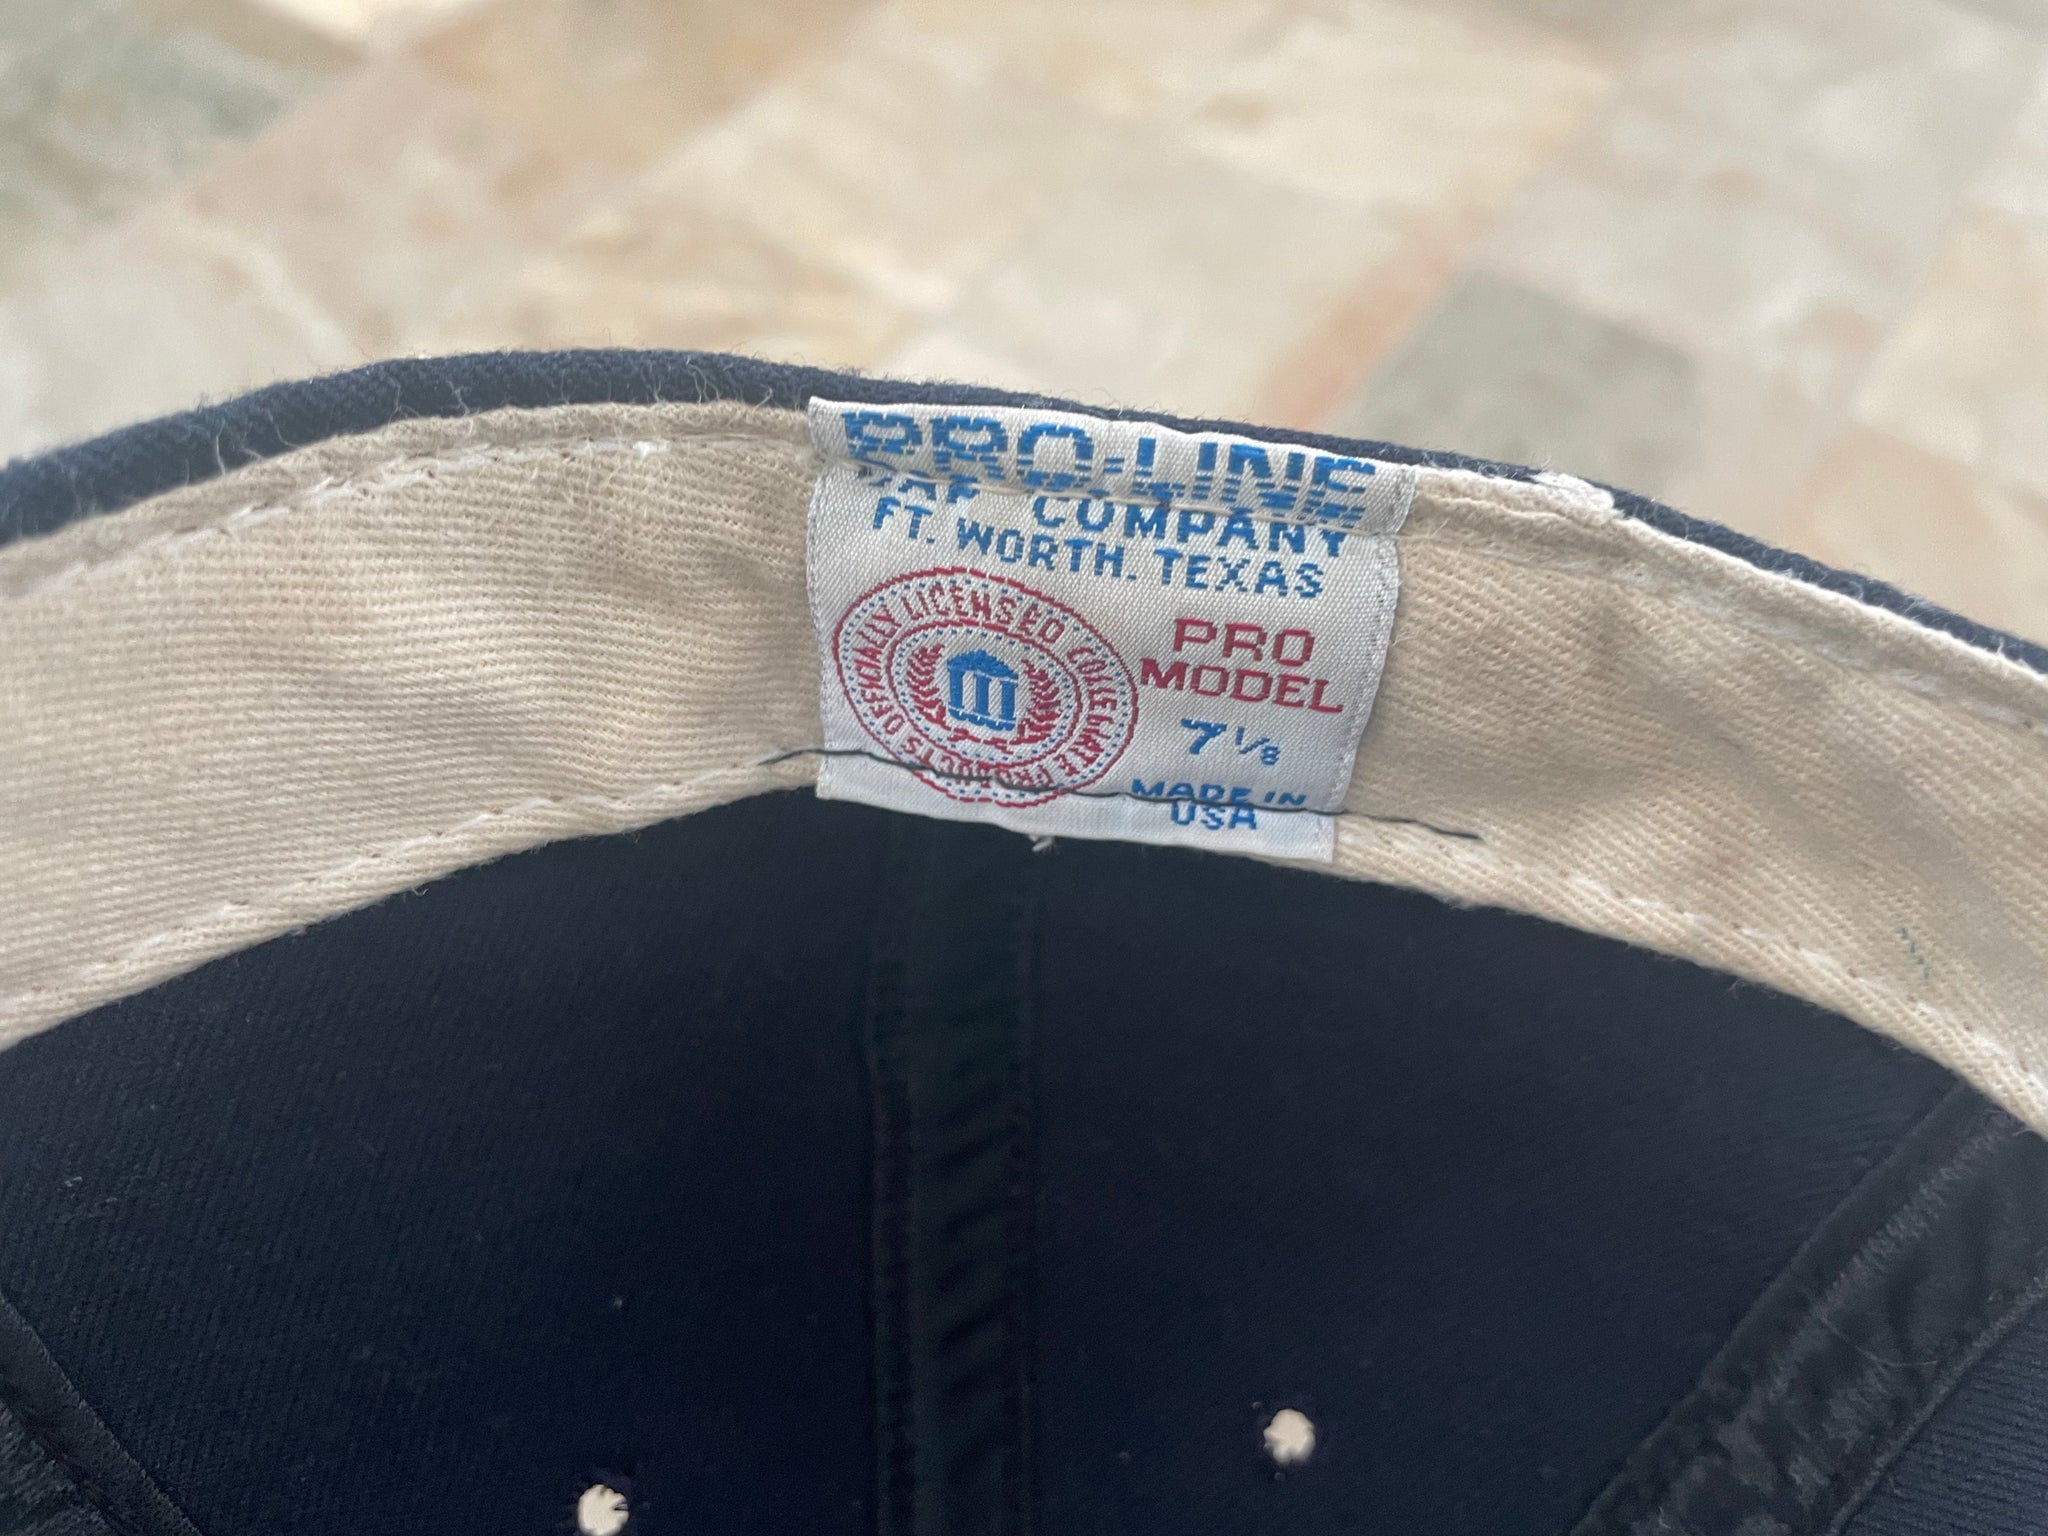 PRO-LINE
CAP COMPANY
FT. WORTH. TEXAS
OFFICIALLY LICENSED COLLEGIATE PRODUCTS
PRO
MODEL
7 1/8
MADE IN
USA